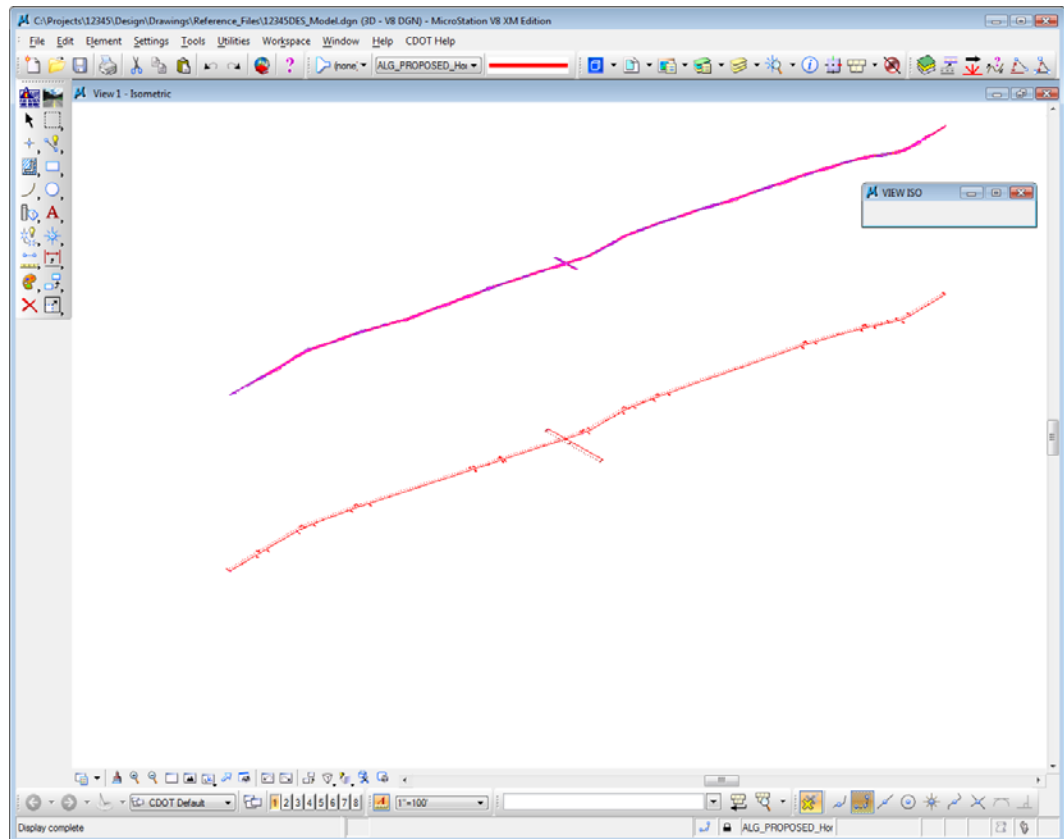 C:\Projects\12345\Design\Drawings\Reference_Files\12345DES_Model.dgn (3D - V8 DGN) - MicroStation V8 XM Edition
File Edit Element Settings Tools Utilities Workspace Window Help CDOT Help
(none) ALG_PROPOSED_Hor
View 1 - Isometric
VIEW ISO
CDOT Default 1 2 3 4 5 6 7 8 1"=100'
Display complete ALG_PROPOSED_Hor